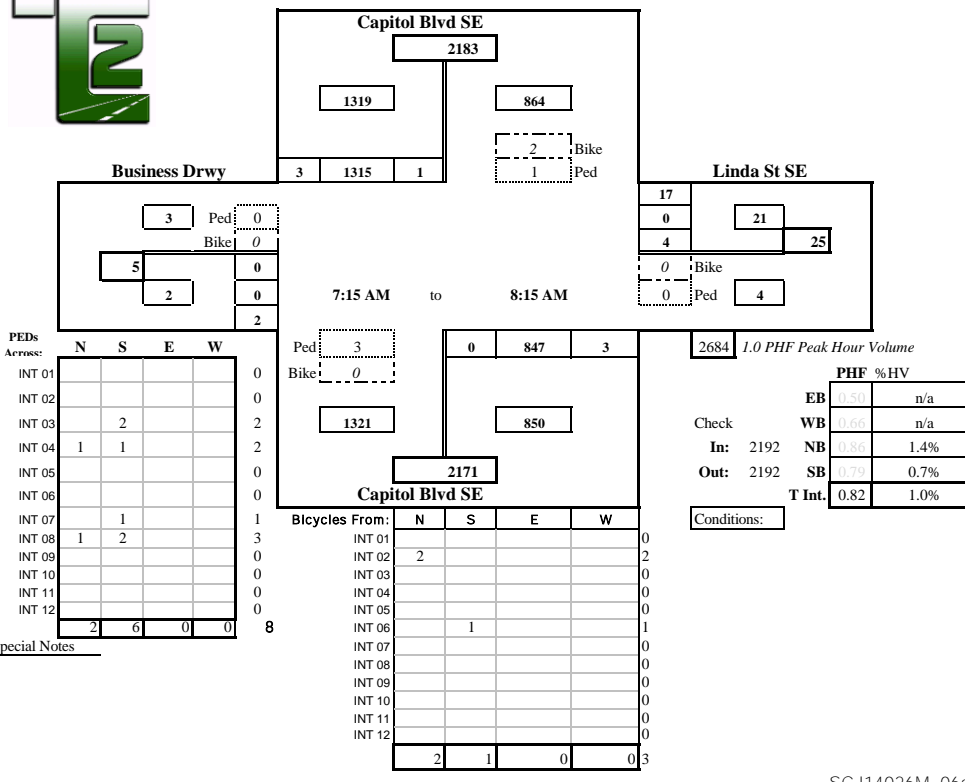 T2
Capitol Blvd SE
2183
1319 864
2 Bike
1 Ped
Business Drwy 3 1315 1 Linda St SE
17
3 Ped 0 0 21
Bike 0 4 25
5 0 0 Bike
2 0 7:15 AM to 8:15 AM 0 Ped 4
2
PEDs
Across: N S E W Ped 3 0 847 3 2684 1.0 PHF Peak Hour Volume
INT 01 0 Bike 0 PHF %HV
INT 02 0 EB 0.50 n/a
INT 03 2 2 1321 850 Check WB 0.66 n/a
INT 04 1 1 2 In: 2192 NB 0.86 1.4%
INT 05 0 2171 Out: 2192 SB 0.79 0.7%
INT 06 0 Capitol Blvd SE T Int. 0.82 1.0%
INT 07 1 1 Bicycles From: N S E W Conditions:
INT 08 1 2 3 INT 01 0
INT 09 0 INT 02 2 2
INT 10 0 INT 03 0
INT 11 0 INT 04 0
INT 12 0 INT 05 0
2 6 0 0 8 INT 06 1 1
pecial Notes INT 07 0
INT 08 0
INT 09 0
INT 10 0
INT 11 0
INT 12 0
2 1 0 0 3